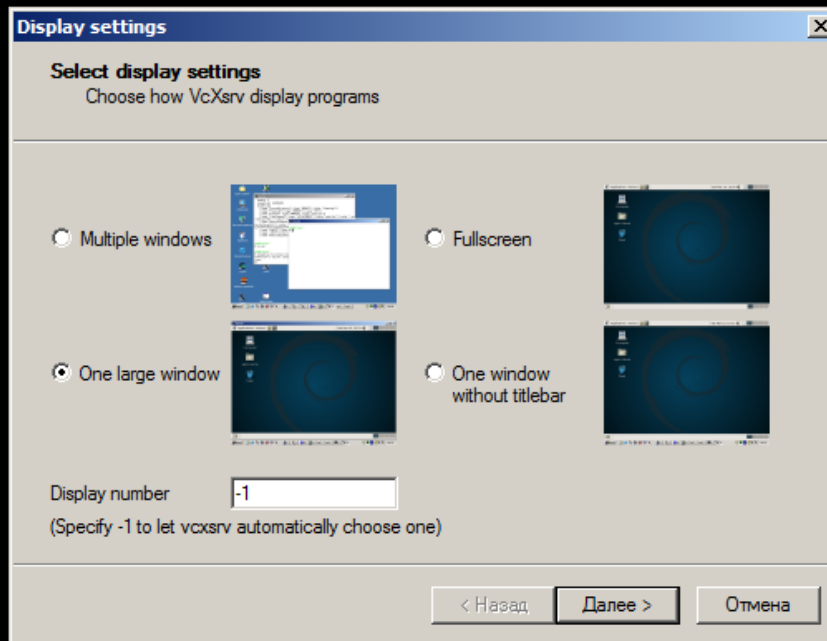 Display settings
Select display settings
Choose how VcXsrv display programs
Multiple windows
Fullscreen
One large window
One window
without titlebar
Display number
-1
(Specify -1 to let vcxsrv automatically choose one)
< Назад
Далее >
Отмена